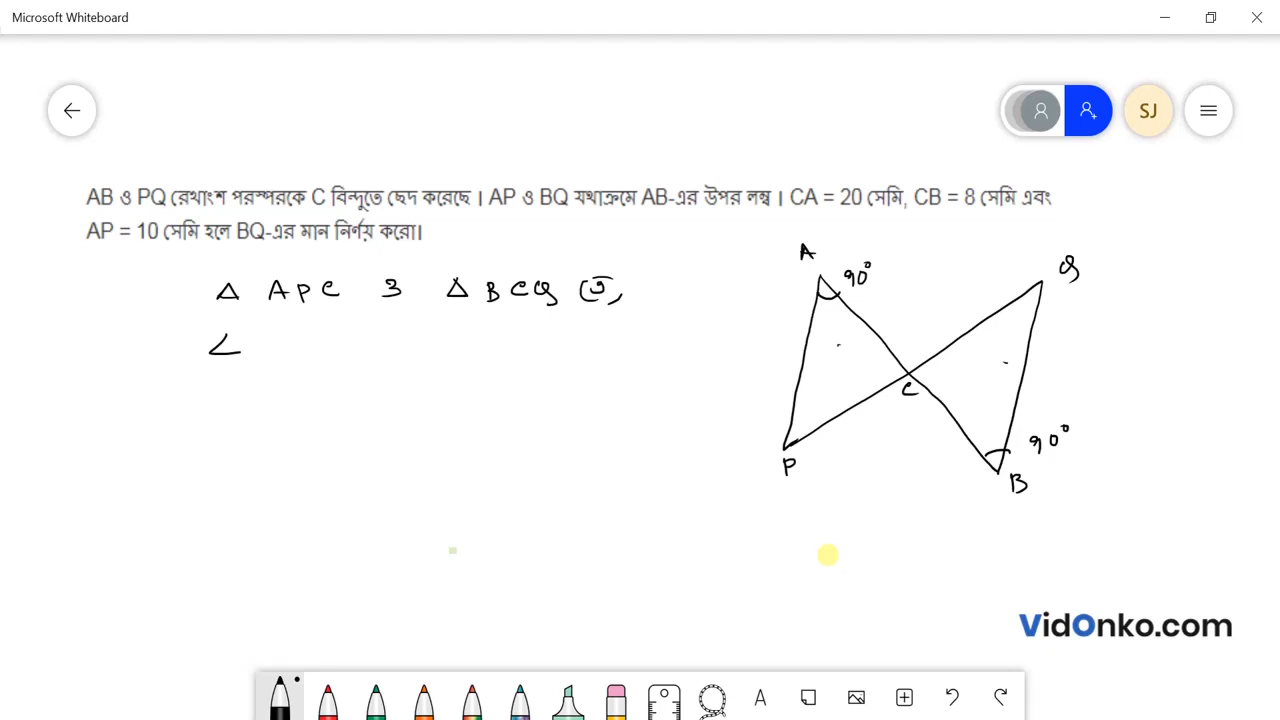 Microsoft Whiteboard
SJ
AB ও PQ রেখাংশ পরস্পরকে C বিন্দুতে ছেদ করেছে । AP ও BQ যথাক্রমে AB-এর উপর লম্ব । CA = 20 সেমি, CB = 8 সেমি এবং
AP = 10 সেমি হলে BQ-এর মান নির্ণয় করো।
A 90° Q
Δ APC ও Δ BCQ তে,
∠
C
90°
P
B
VidOnko.com
A